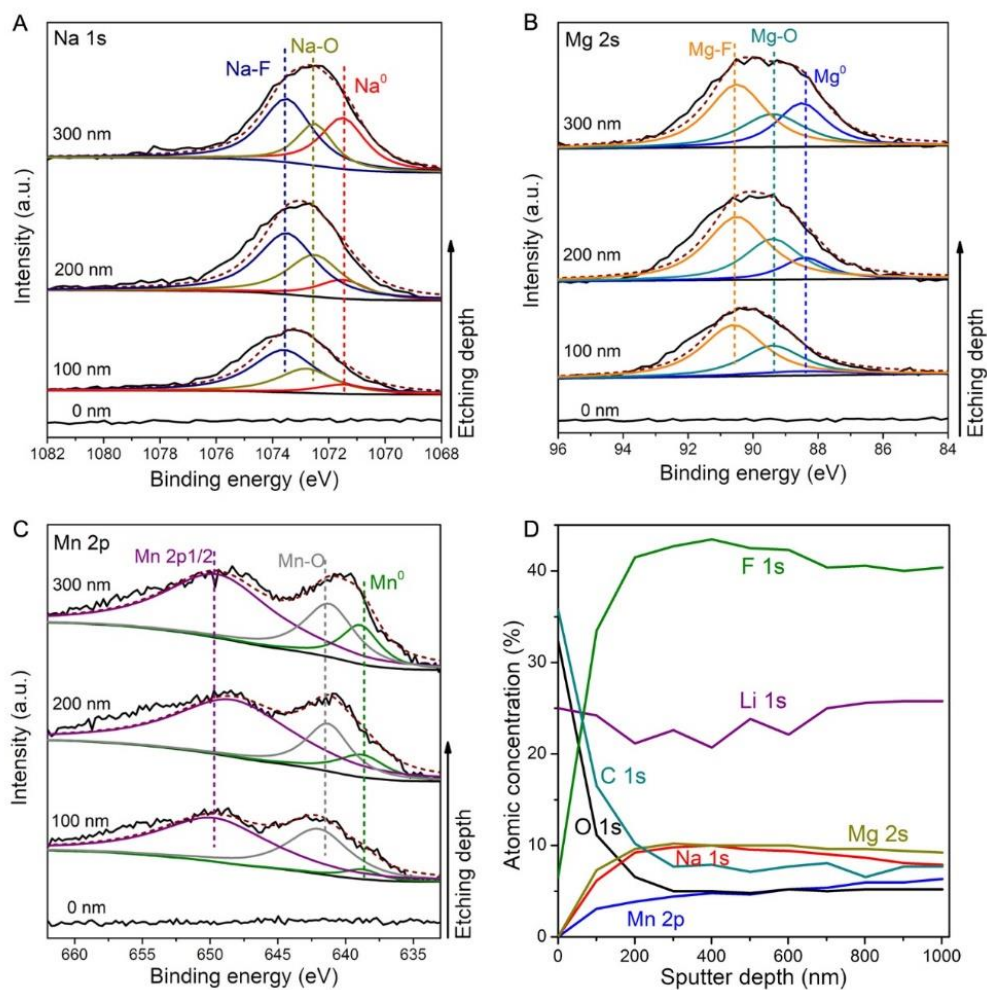 A
Na 1s
Na-O
Na-F
Na⁰
300 nm
200 nm
100 nm
0 nm
Intensity (a.u.)
Etching depth
1082 1080 1078 1076 1074 1072 1070 1068
Binding energy (eV)
B
Mg 2s
Mg-O
Mg-F
Mg⁰
300 nm
200 nm
100 nm
0 nm
Intensity (a.u.)
Etching depth
96 94 92 90 88 86 84
Binding energy (eV)
C
Mn 2p
Mn 2p1/2
Mn-O
Mn⁰
300 nm
200 nm
100 nm
0 nm
Intensity (a.u.)
Etching depth
660 655 650 645 640 635
Binding energy (eV)
D
F 1s
Li 1s
C 1s
O 1s
Mg 2s
Na 1s
Mn 2p
40
30
20
10
0
Atomic concentration (%)
0 200 400 600 800 1000
Sputter depth (nm)